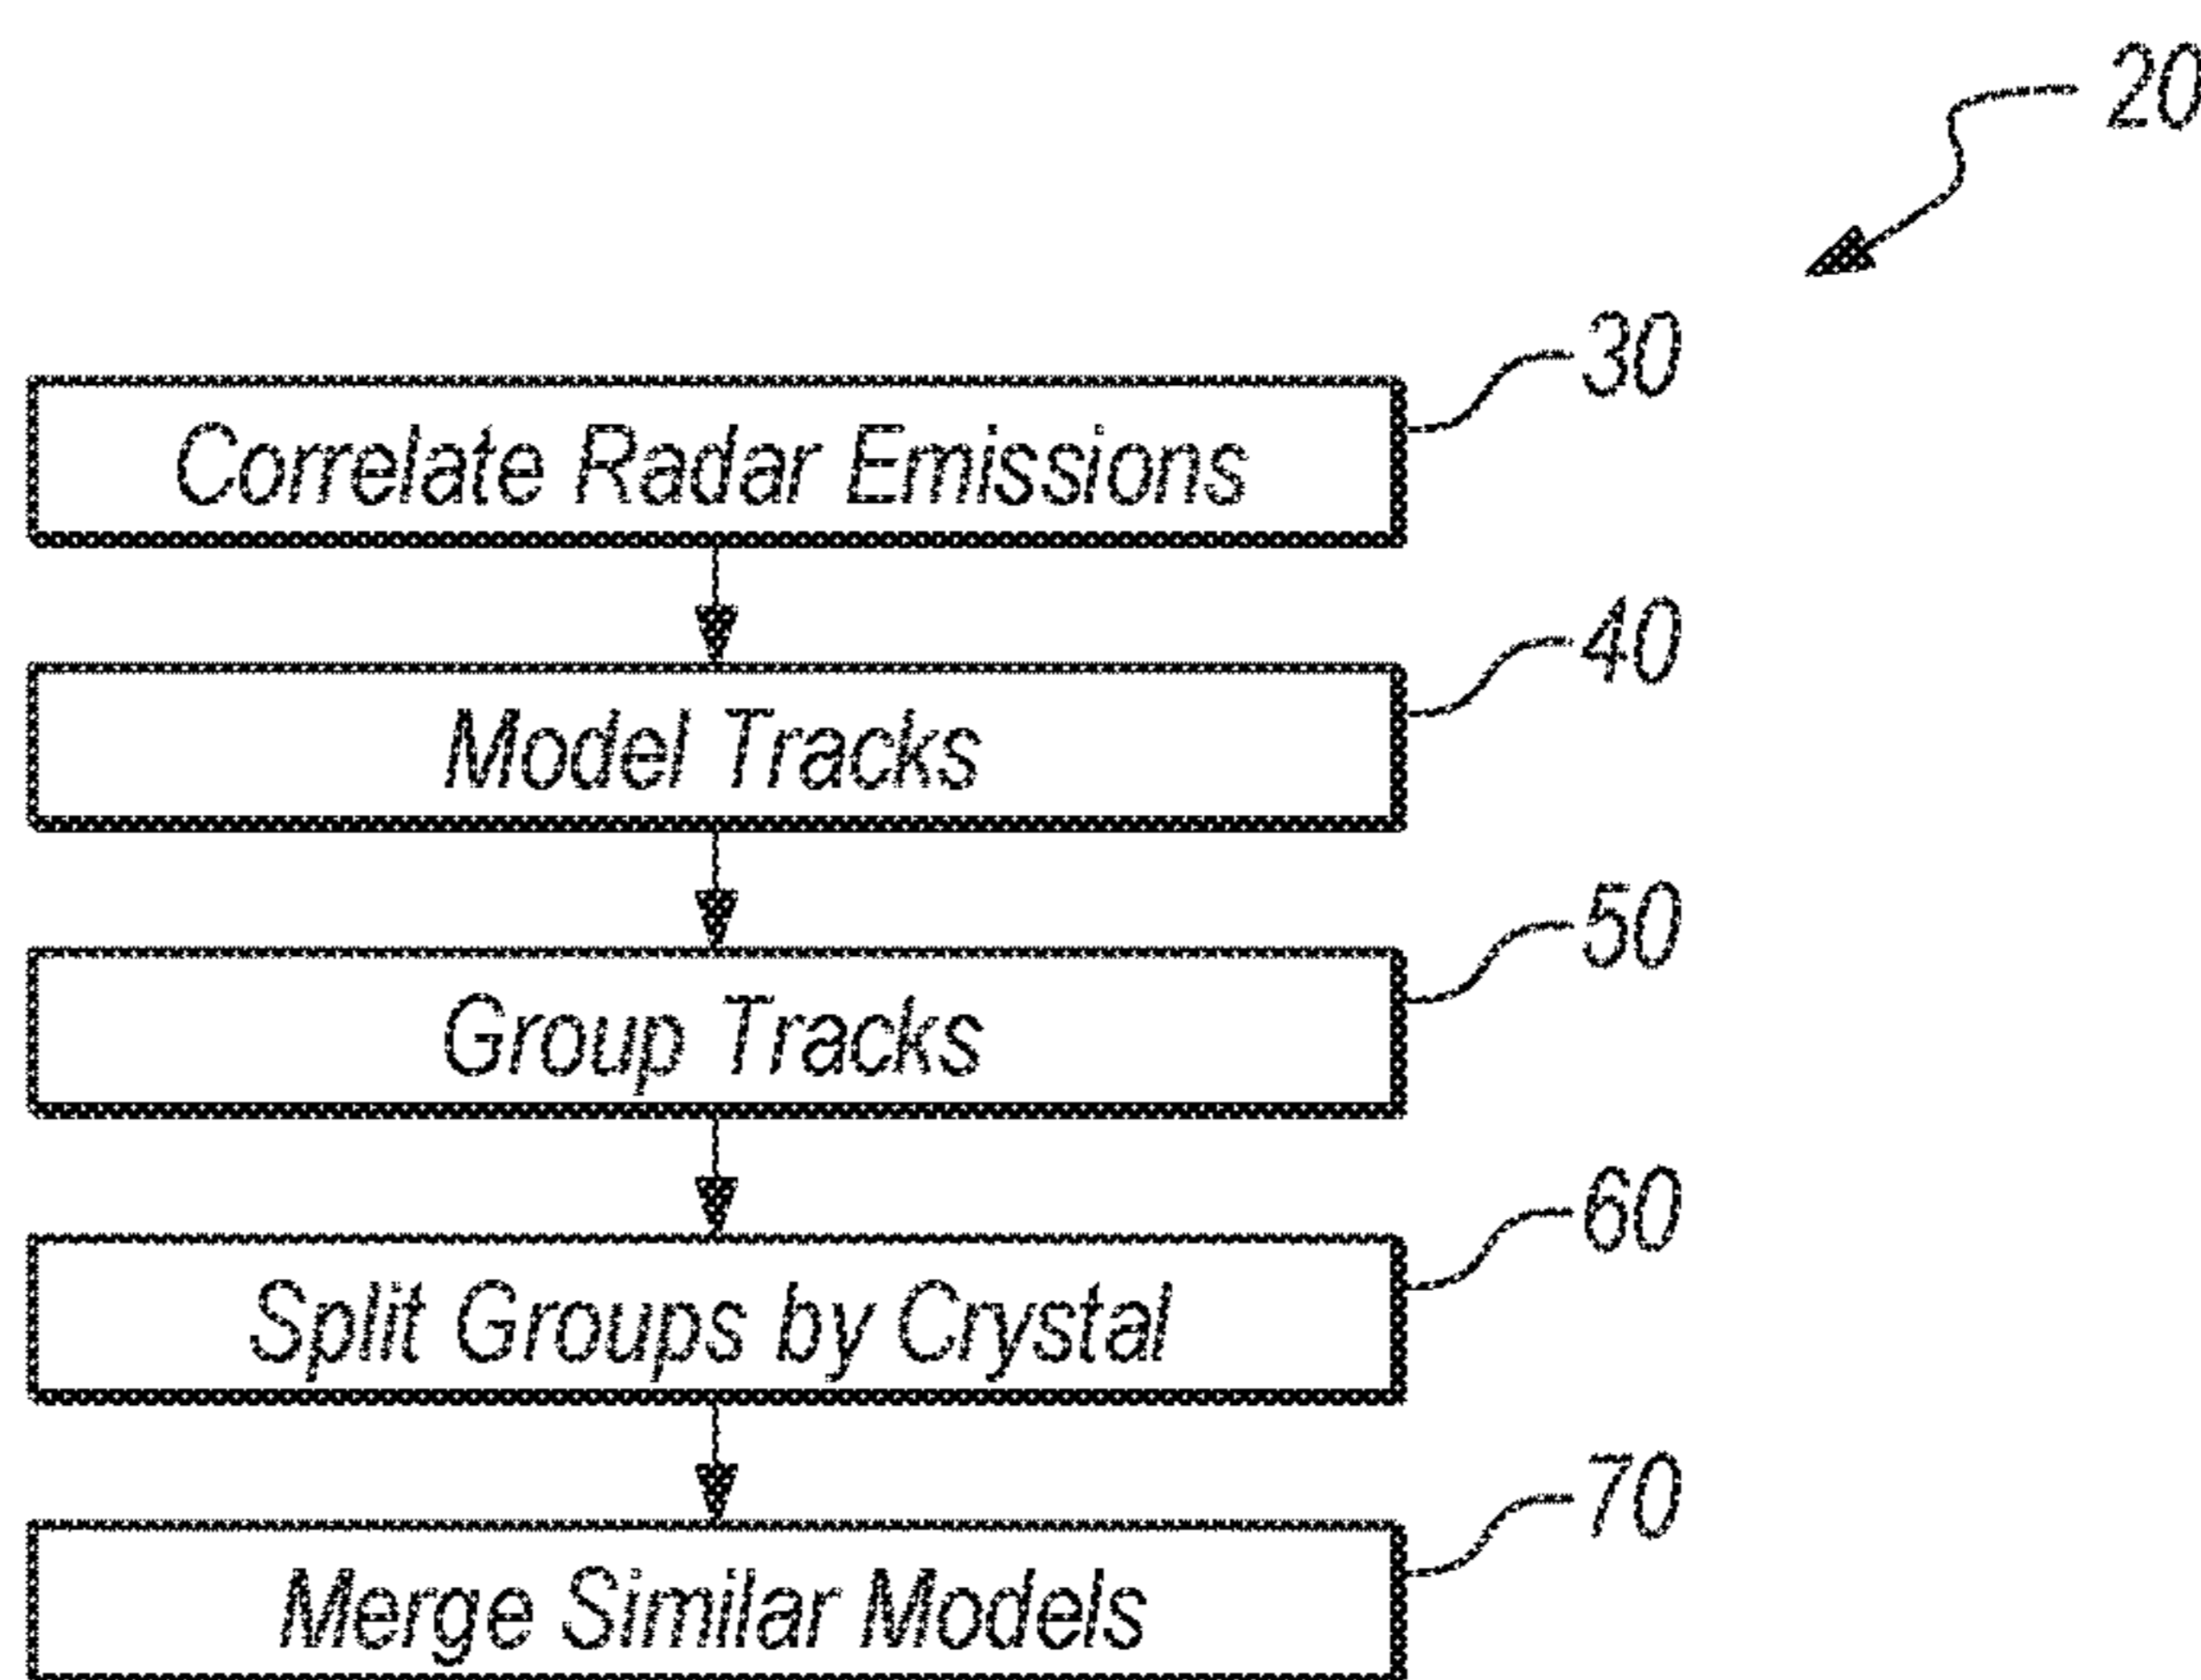 20
30
Correlate Radar Emissions
40
Model Tracks
50
Group Tracks
60
Split Groups by Crystal
70
Merge Similar Models